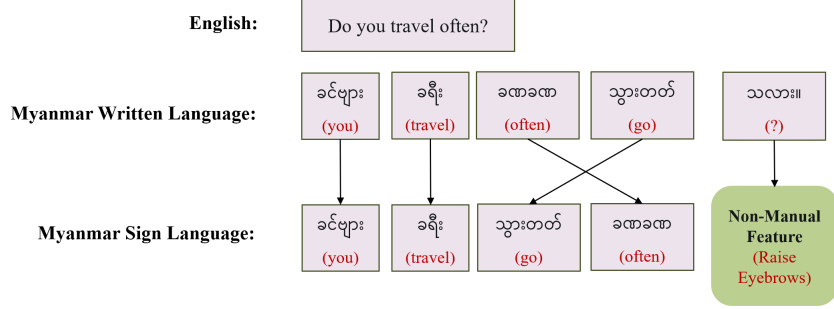 English: Do you travel often?
Myanmar Written Language: ခင်ဗျား ခရီး ခဏခဏ သွားတတ် သလား။
(you) (travel) (often) (go) (?)
Myanmar Sign Language: ခင်ဗျား ခရီး သွားတတ် ခဏခဏ
(you) (travel) (go) (often)
Non-Manual
Feature
(Raise
Eyebrows)